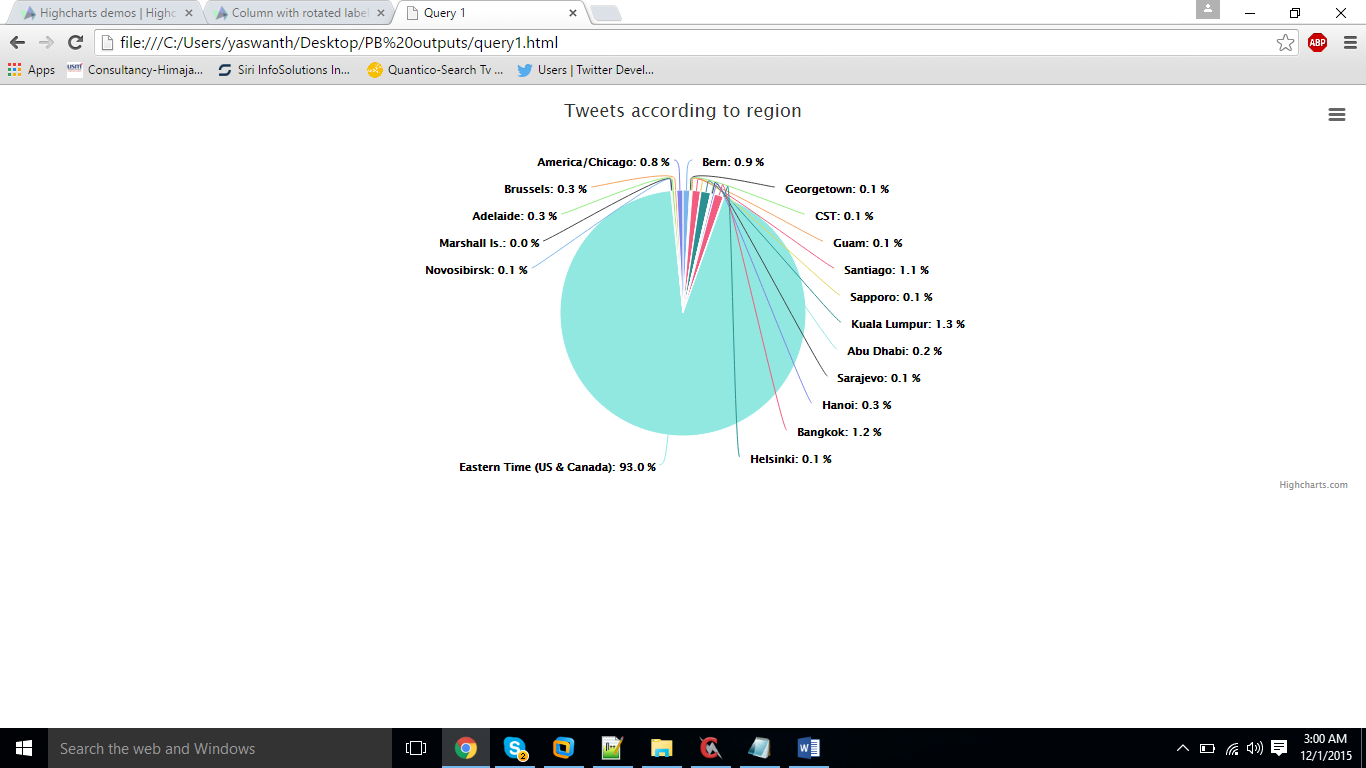 Highcharts demos | Highc
Column with rotated label
Query 1
file:///C:/Users/yaswanth/Desktop/PB%20outputs/query1.html
ABP
Apps
usm
Consultancy-Himaja...
Siri InfoSolutions In...
Quantico-Search Tv ...
Users | Twitter Devel...
Tweets according to region
America/Chicago: 0.8 %
Bern: 0.9 %
Brussels: 0.3 %
Georgetown: 0.1 %
Adelaide: 0.3 %
CST: 0.1 %
Marshall Is.: 0.0 %
Guam: 0.1 %
Novosibirsk: 0.1 %
Santiago: 1.1 %
Sapporo: 0.1 %
Kuala Lumpur: 1.3 %
Abu Dhabi: 0.2 %
Sarajevo: 0.1 %
Hanoi: 0.3 %
Bangkok: 1.2 %
Helsinki: 0.1 %
Eastern Time (US & Canada): 93.0 %
Highcharts.com
Search the web and Windows
2
3:00 AM
12/1/2015